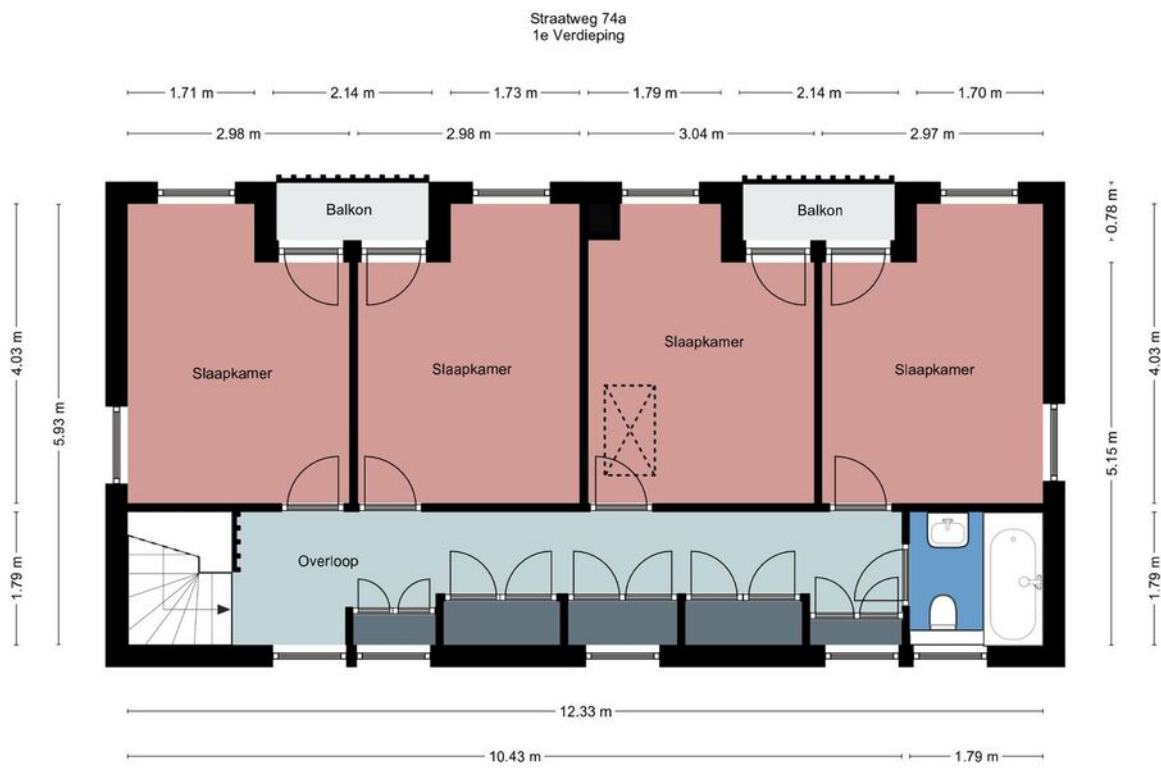 Straatweg 74a
1e Verdieping
1.71 m
2.14 m
1.73 m
1.79 m
2.14 m
1.70 m
2.98 m
2.98 m
3.04 m
2.97 m
Balkon
Balkon
0.78 m
4.03 m
5.93 m
Slaapkamer
Slaapkamer
Slaapkamer
Slaapkamer
4.03 m
5.15 m
1.79 m
Overloop
1.79 m
12.33 m
10.43 m
1.79 m